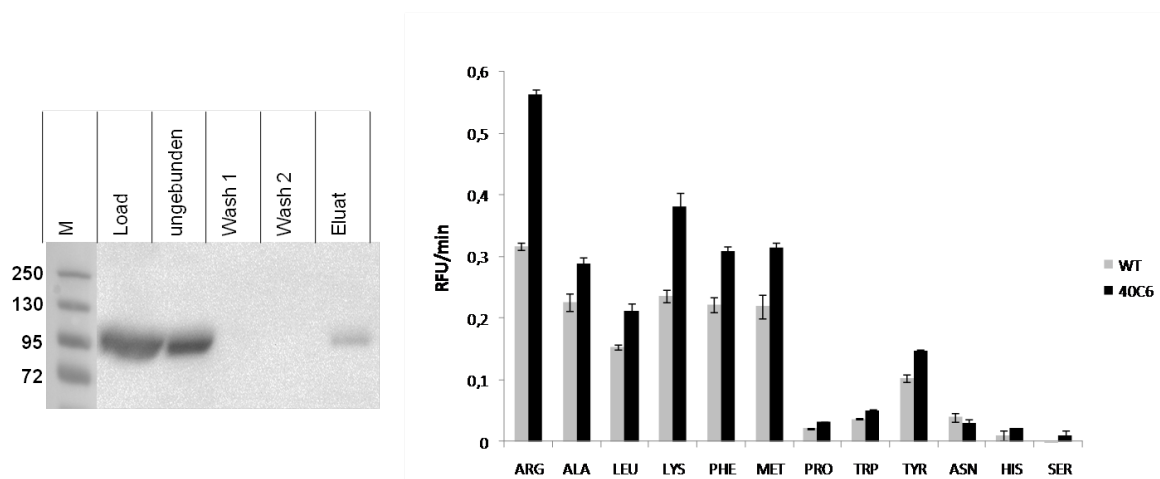 M
Load
ungebunden
Wash 1
Wash 2
Eluat
250
130
95
72
RFU/min
0,6
0,5
0,4
0,3
0,2
0,1
0
ARG ALA LEU LYS PHE MET PRO TRP TYR ASN HIS SER
WT
40C6